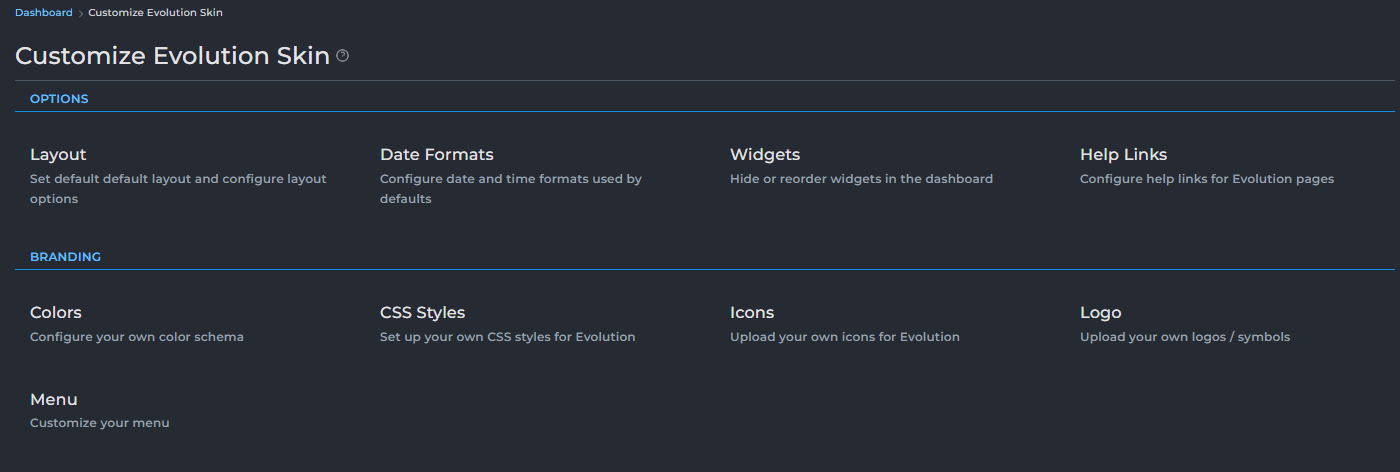 Dashboard > Customize Evolution Skin
Customize Evolution Skin ?
OPTIONS
Layout
Set default default layout and configure layout
options
Date Formats
Configure date and time formats used by
defaults
Widgets
Hide or reorder widgets in the dashboard
Help Links
Configure help links for Evolution pages
BRANDING
Colors
Configure your own color schema
CSS Styles
Set up your own CSS styles for Evolution
Icons
Upload your own icons for Evolution
Logo
Upload your own logos / symbols
Menu
Customize your menu